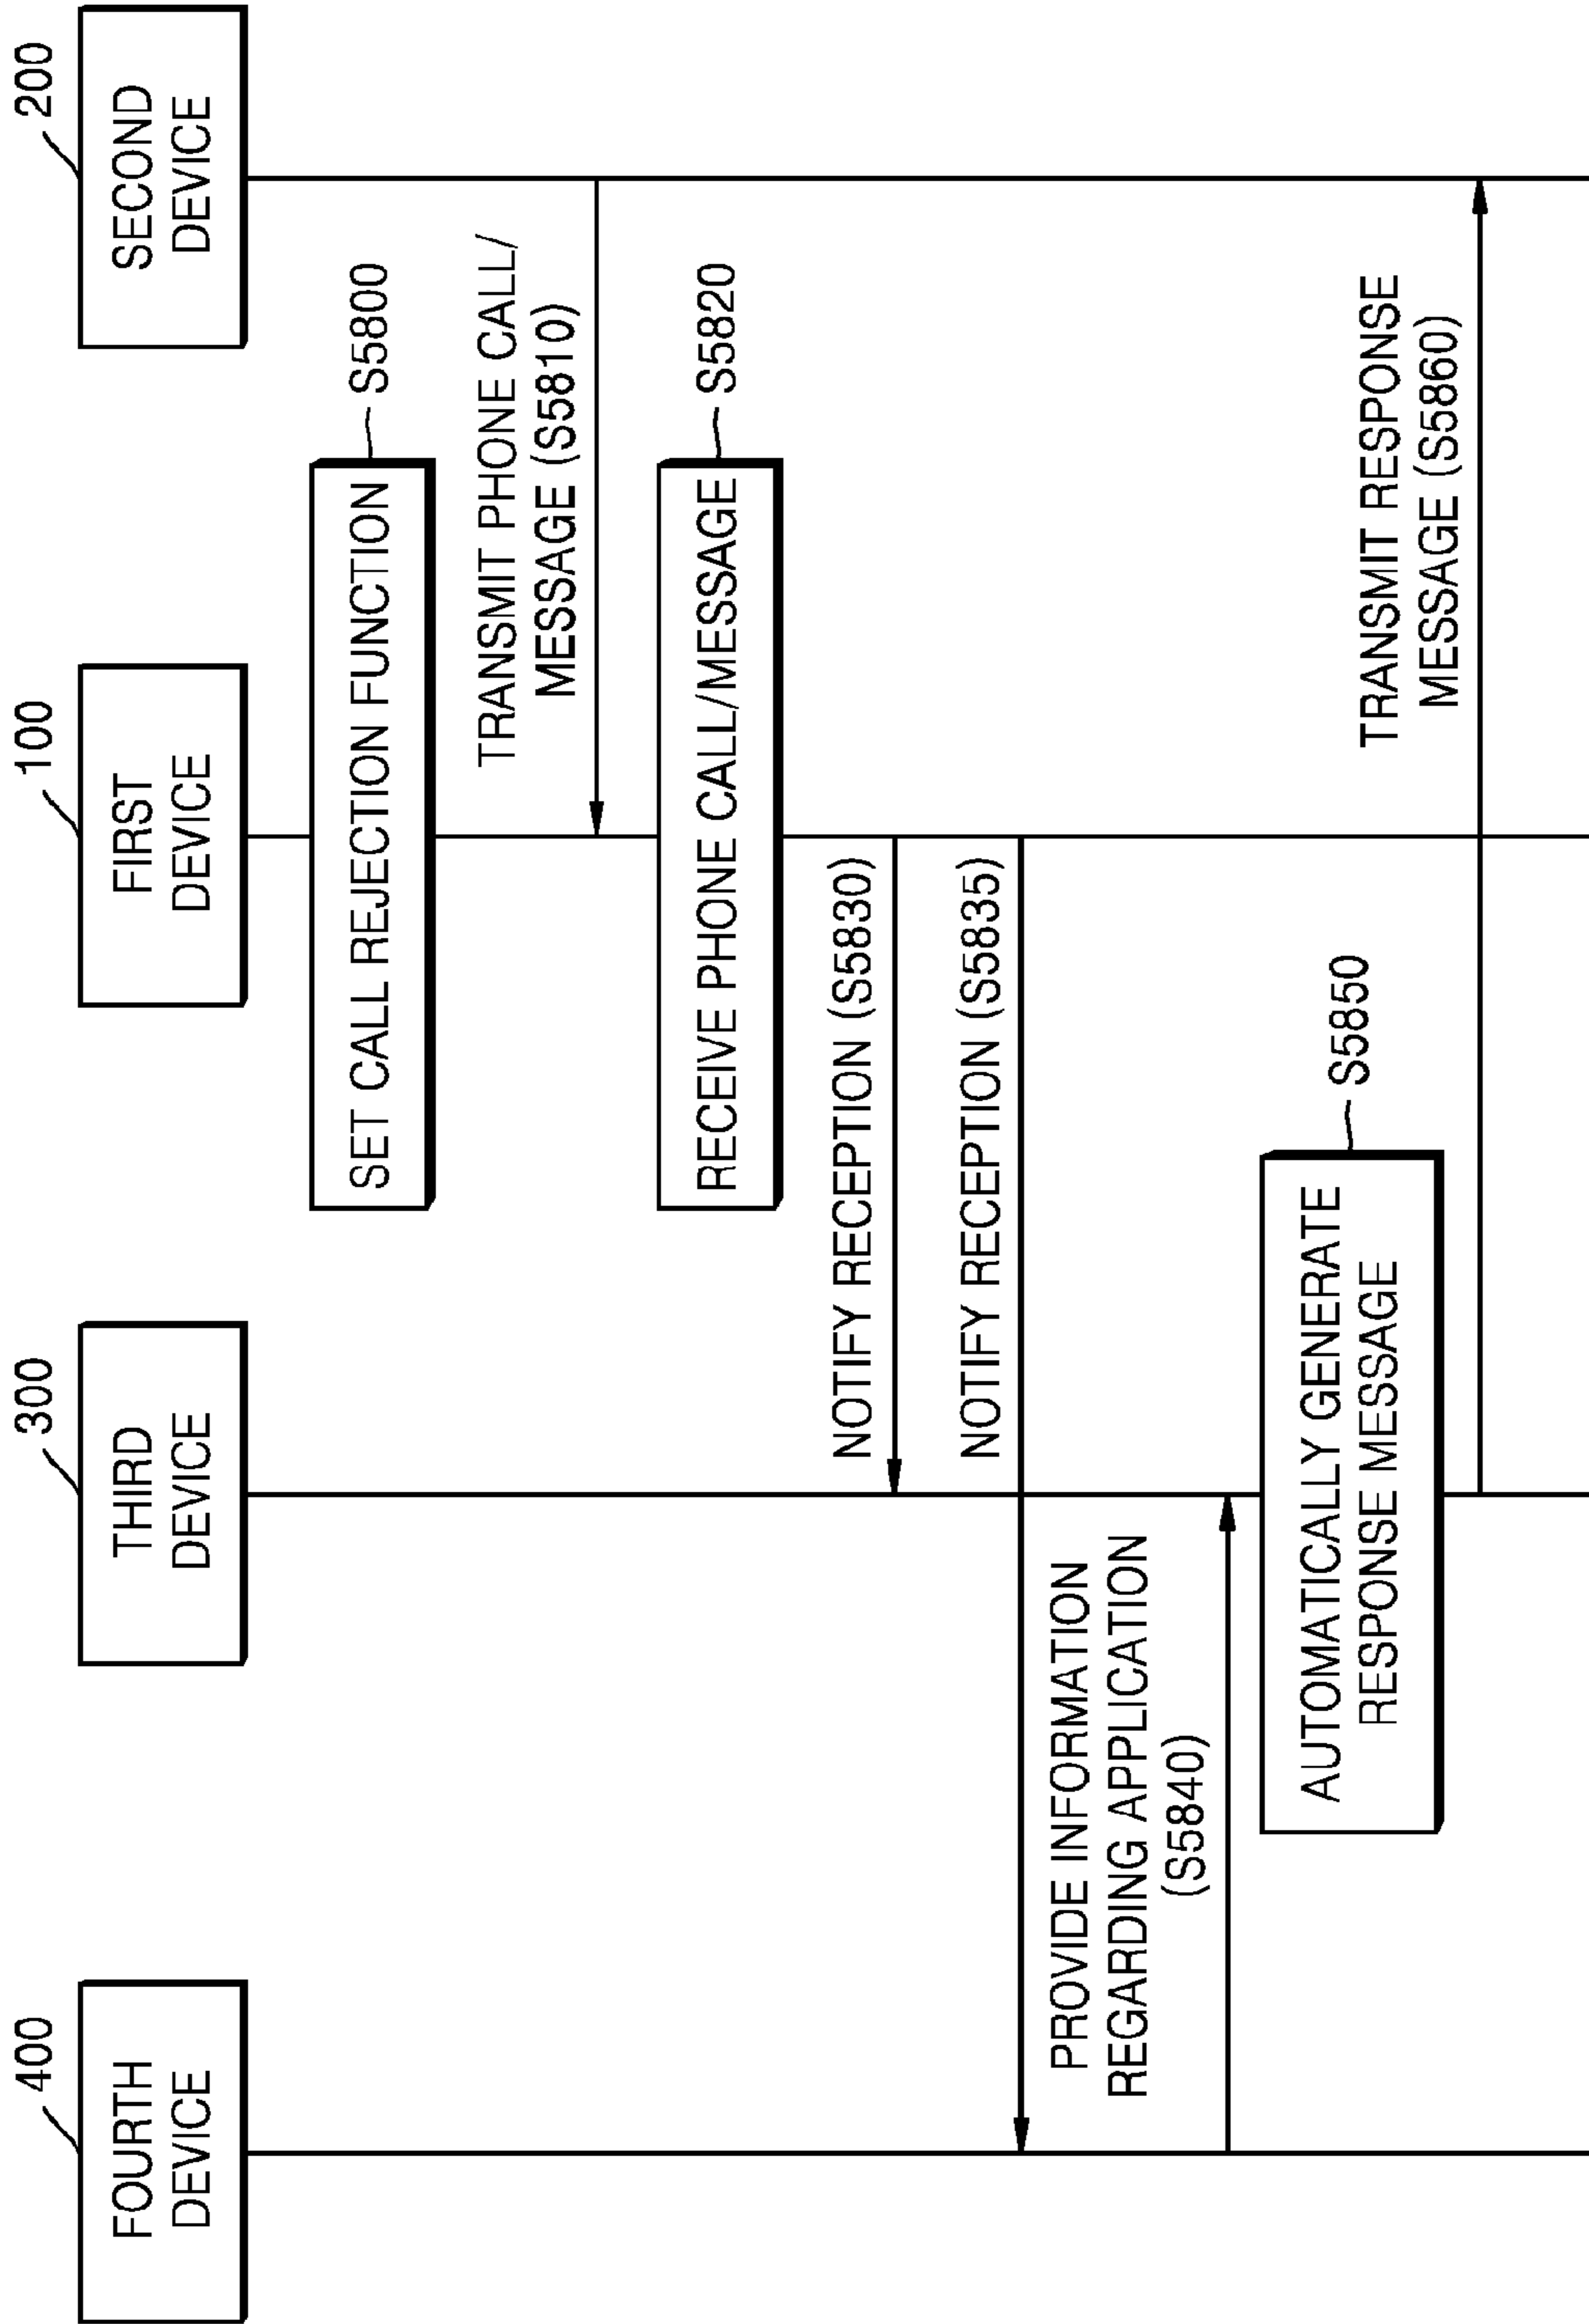 400
FOURTH
DEVICE
300
THIRD
DEVICE
100
FIRST
DEVICE
200
SECOND
DEVICE
SET CALL REJECTION FUNCTION
S5800
TRANSMIT PHONE CALL/
MESSAGE (S5810)
RECEIVE PHONE CALL/MESSAGE
S5820
NOTIFY RECEPTION (S5830)
NOTIFY RECEPTION (S5835)
PROVIDE INFORMATION
REGARDING APPLICATION
(S5840)
AUTOMATICALLY GENERATE
RESPONSE MESSAGE
S5850
TRANSMIT RESPONSE
MESSAGE (S5860)